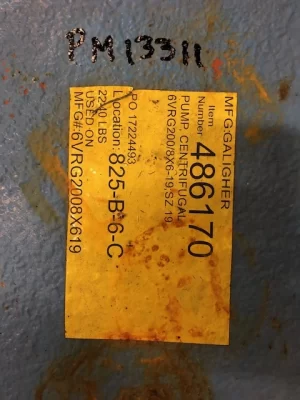 PM13311
MFG:GALIGHER
Item Number 486170
PUMP, CENTRIFUGAL
6VRG200/8X6-19/SZ.19
PO 17224493
Location: 825-B-6-C
2200 LBS
USED ON
MFG#:6VRG2008X619